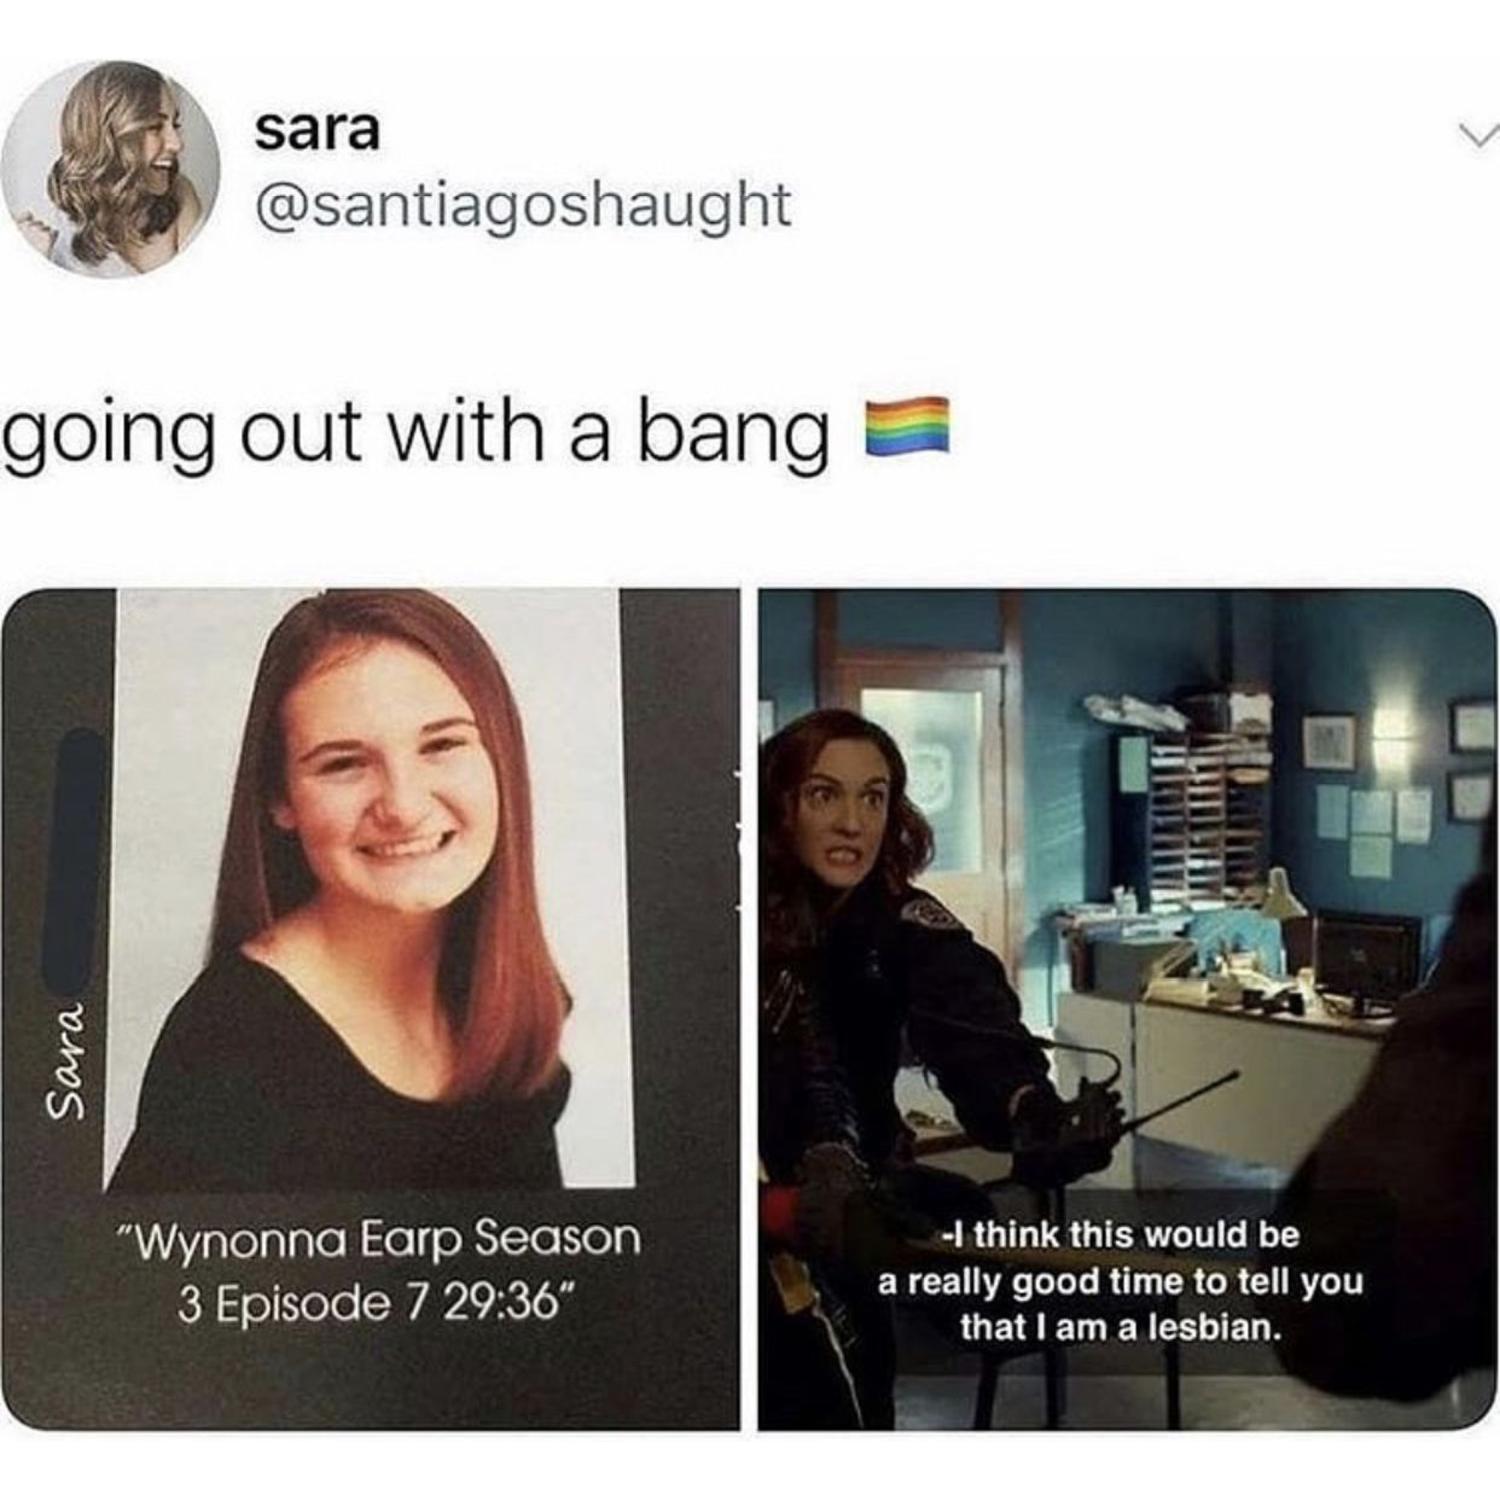 sara
@santiagoshaught
going out with a bang 🏳️‍🌈
Sara
"Wynonna Earp Season
3 Episode 7 29:36"
-I think this would be
a really good time to tell you
that I am a lesbian.